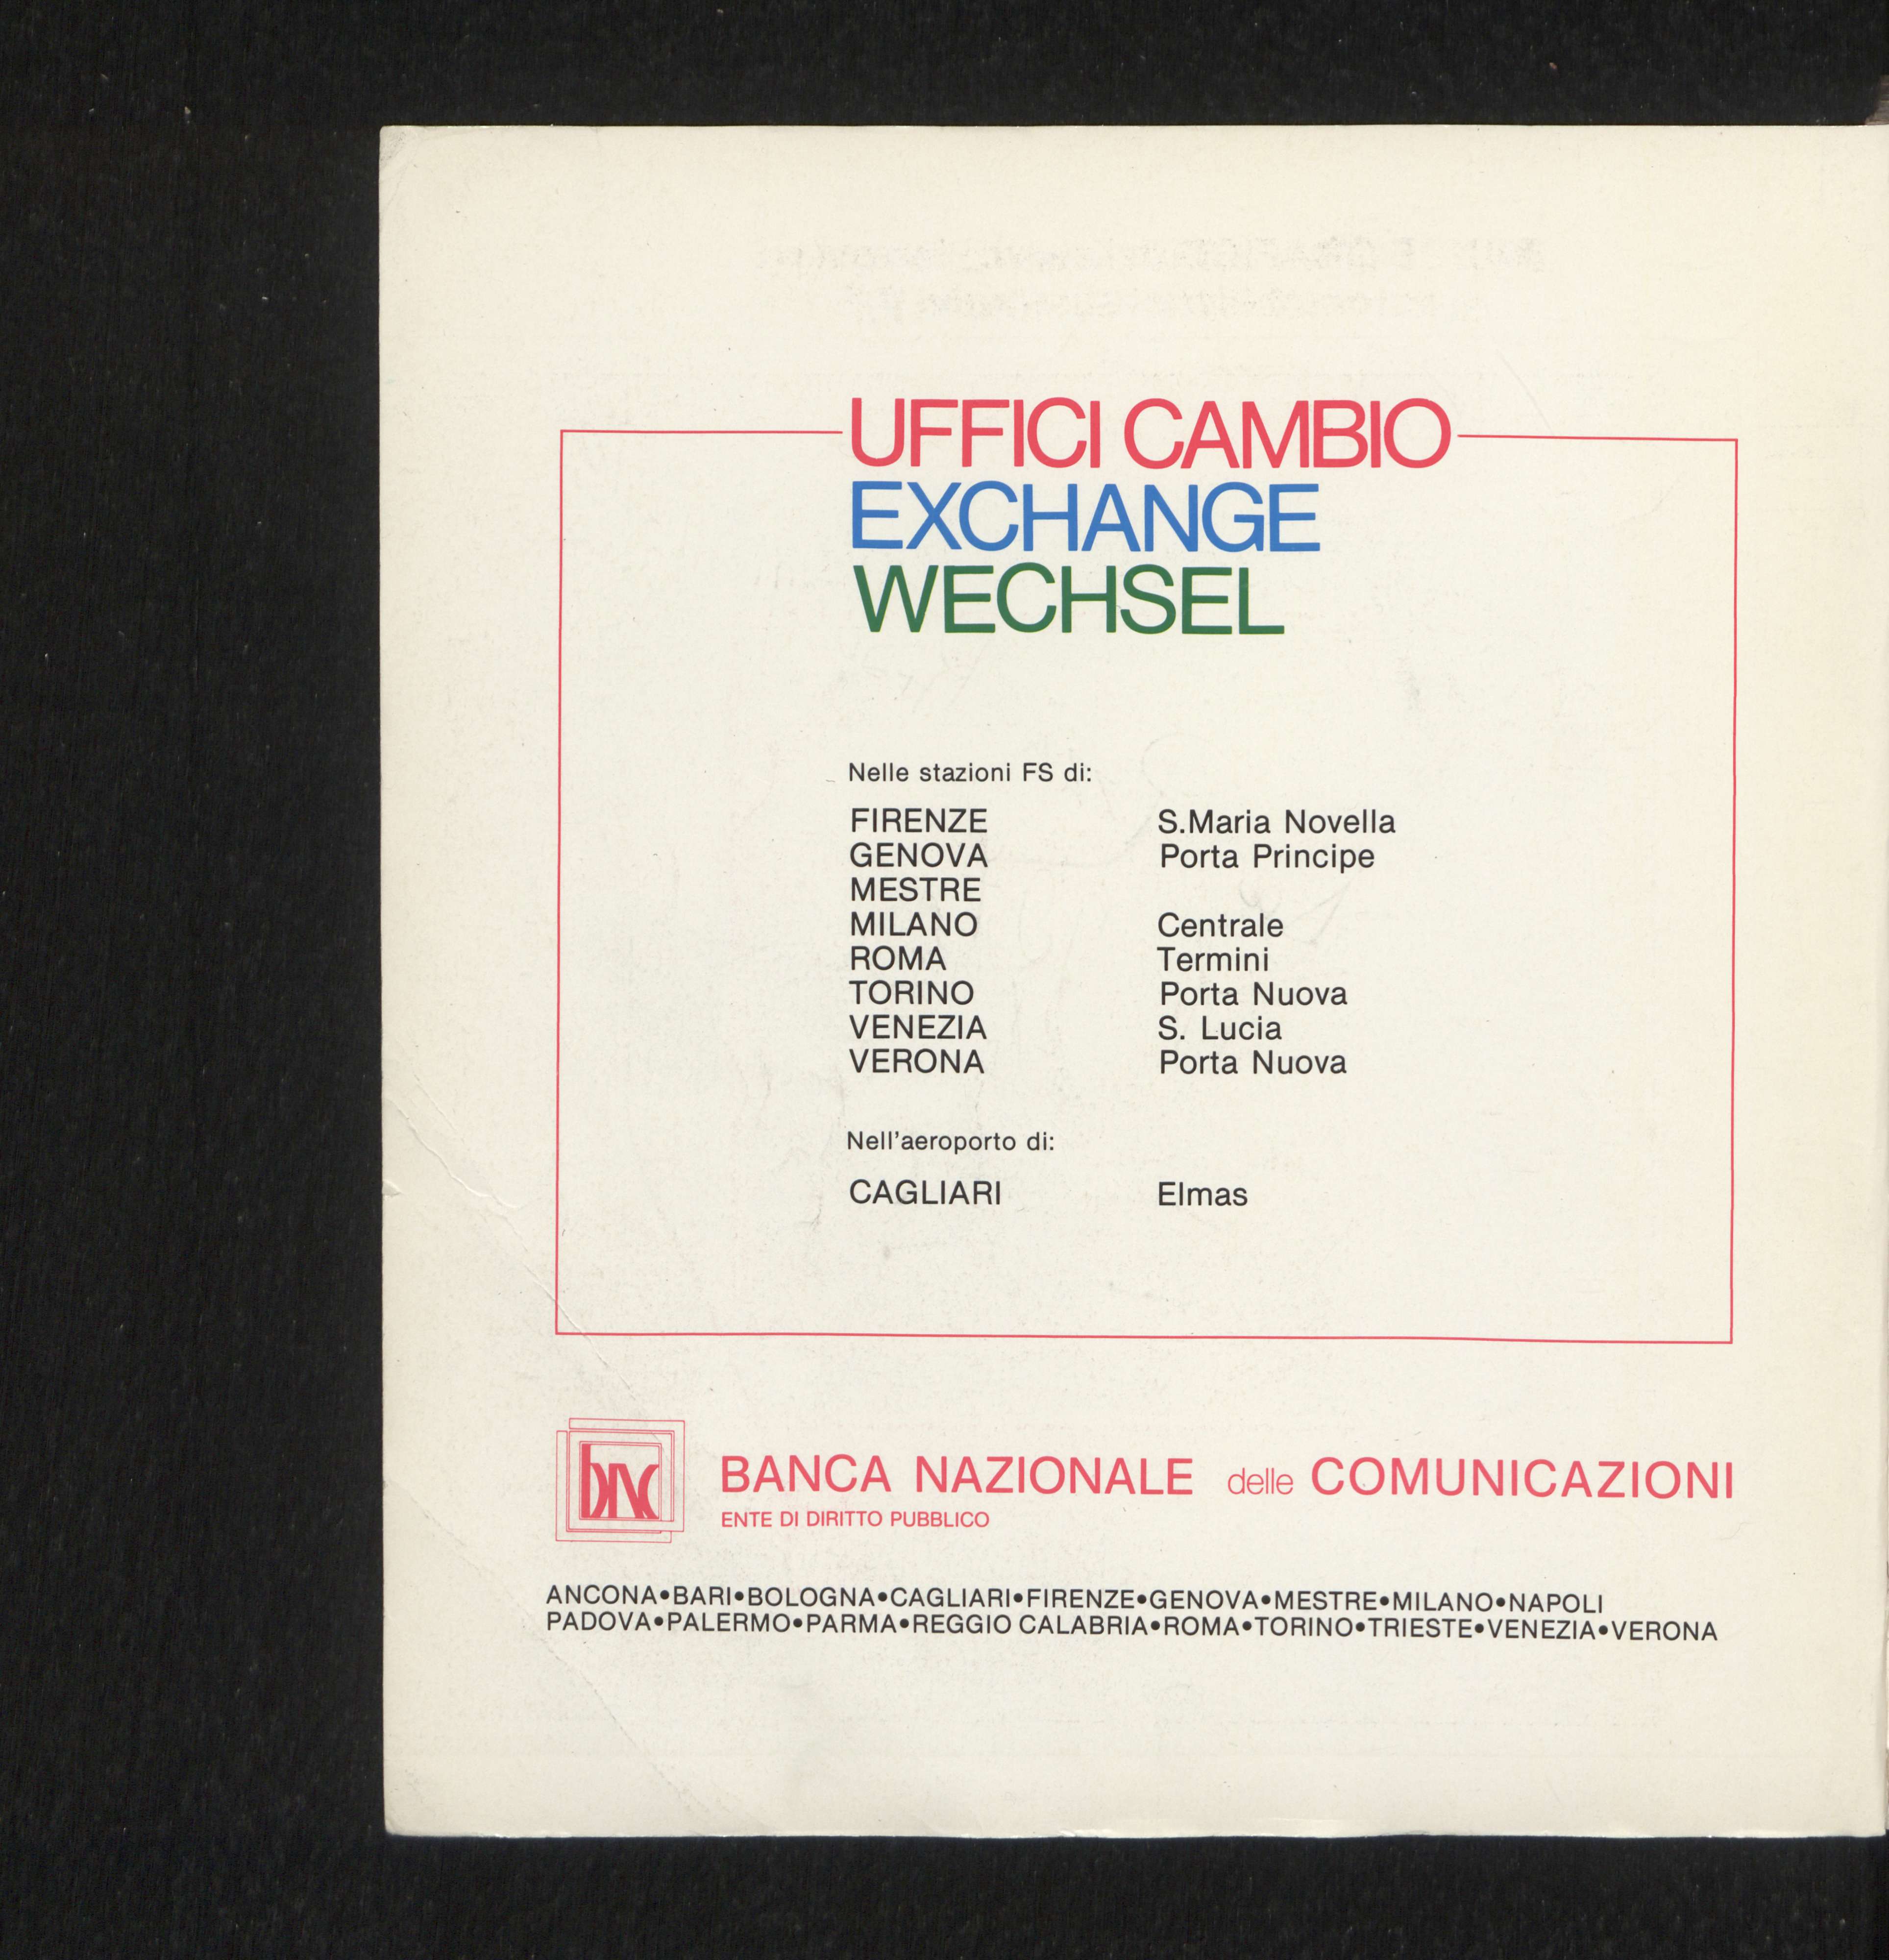 UFFICI CAMBIO
EXCHANGE
WECHSEL
Nelle stazioni FS di:
FIRENZE S.Maria Novella
GENOVA Porta Principe
MESTRE
MILANO Centrale
ROMA Termini
TORINO Porta Nuova
VENEZIA S. Lucia
VERONA Porta Nuova
Nell'aeroporto di:
CAGLIARI Elmas
bnc
BANCA NAZIONALE delle COMUNICAZIONI
ENTE DI DIRITTO PUBBLICO
ANCONA•BARI•BOLOGNA•CAGLIARI•FIRENZE•GENOVA•MESTRE•MILANO•NAPOLI
PADOVA•PALERMO•PARMA•REGGIO CALABRIA•ROMA•TORINO•TRIESTE•VENEZIA•VERONA